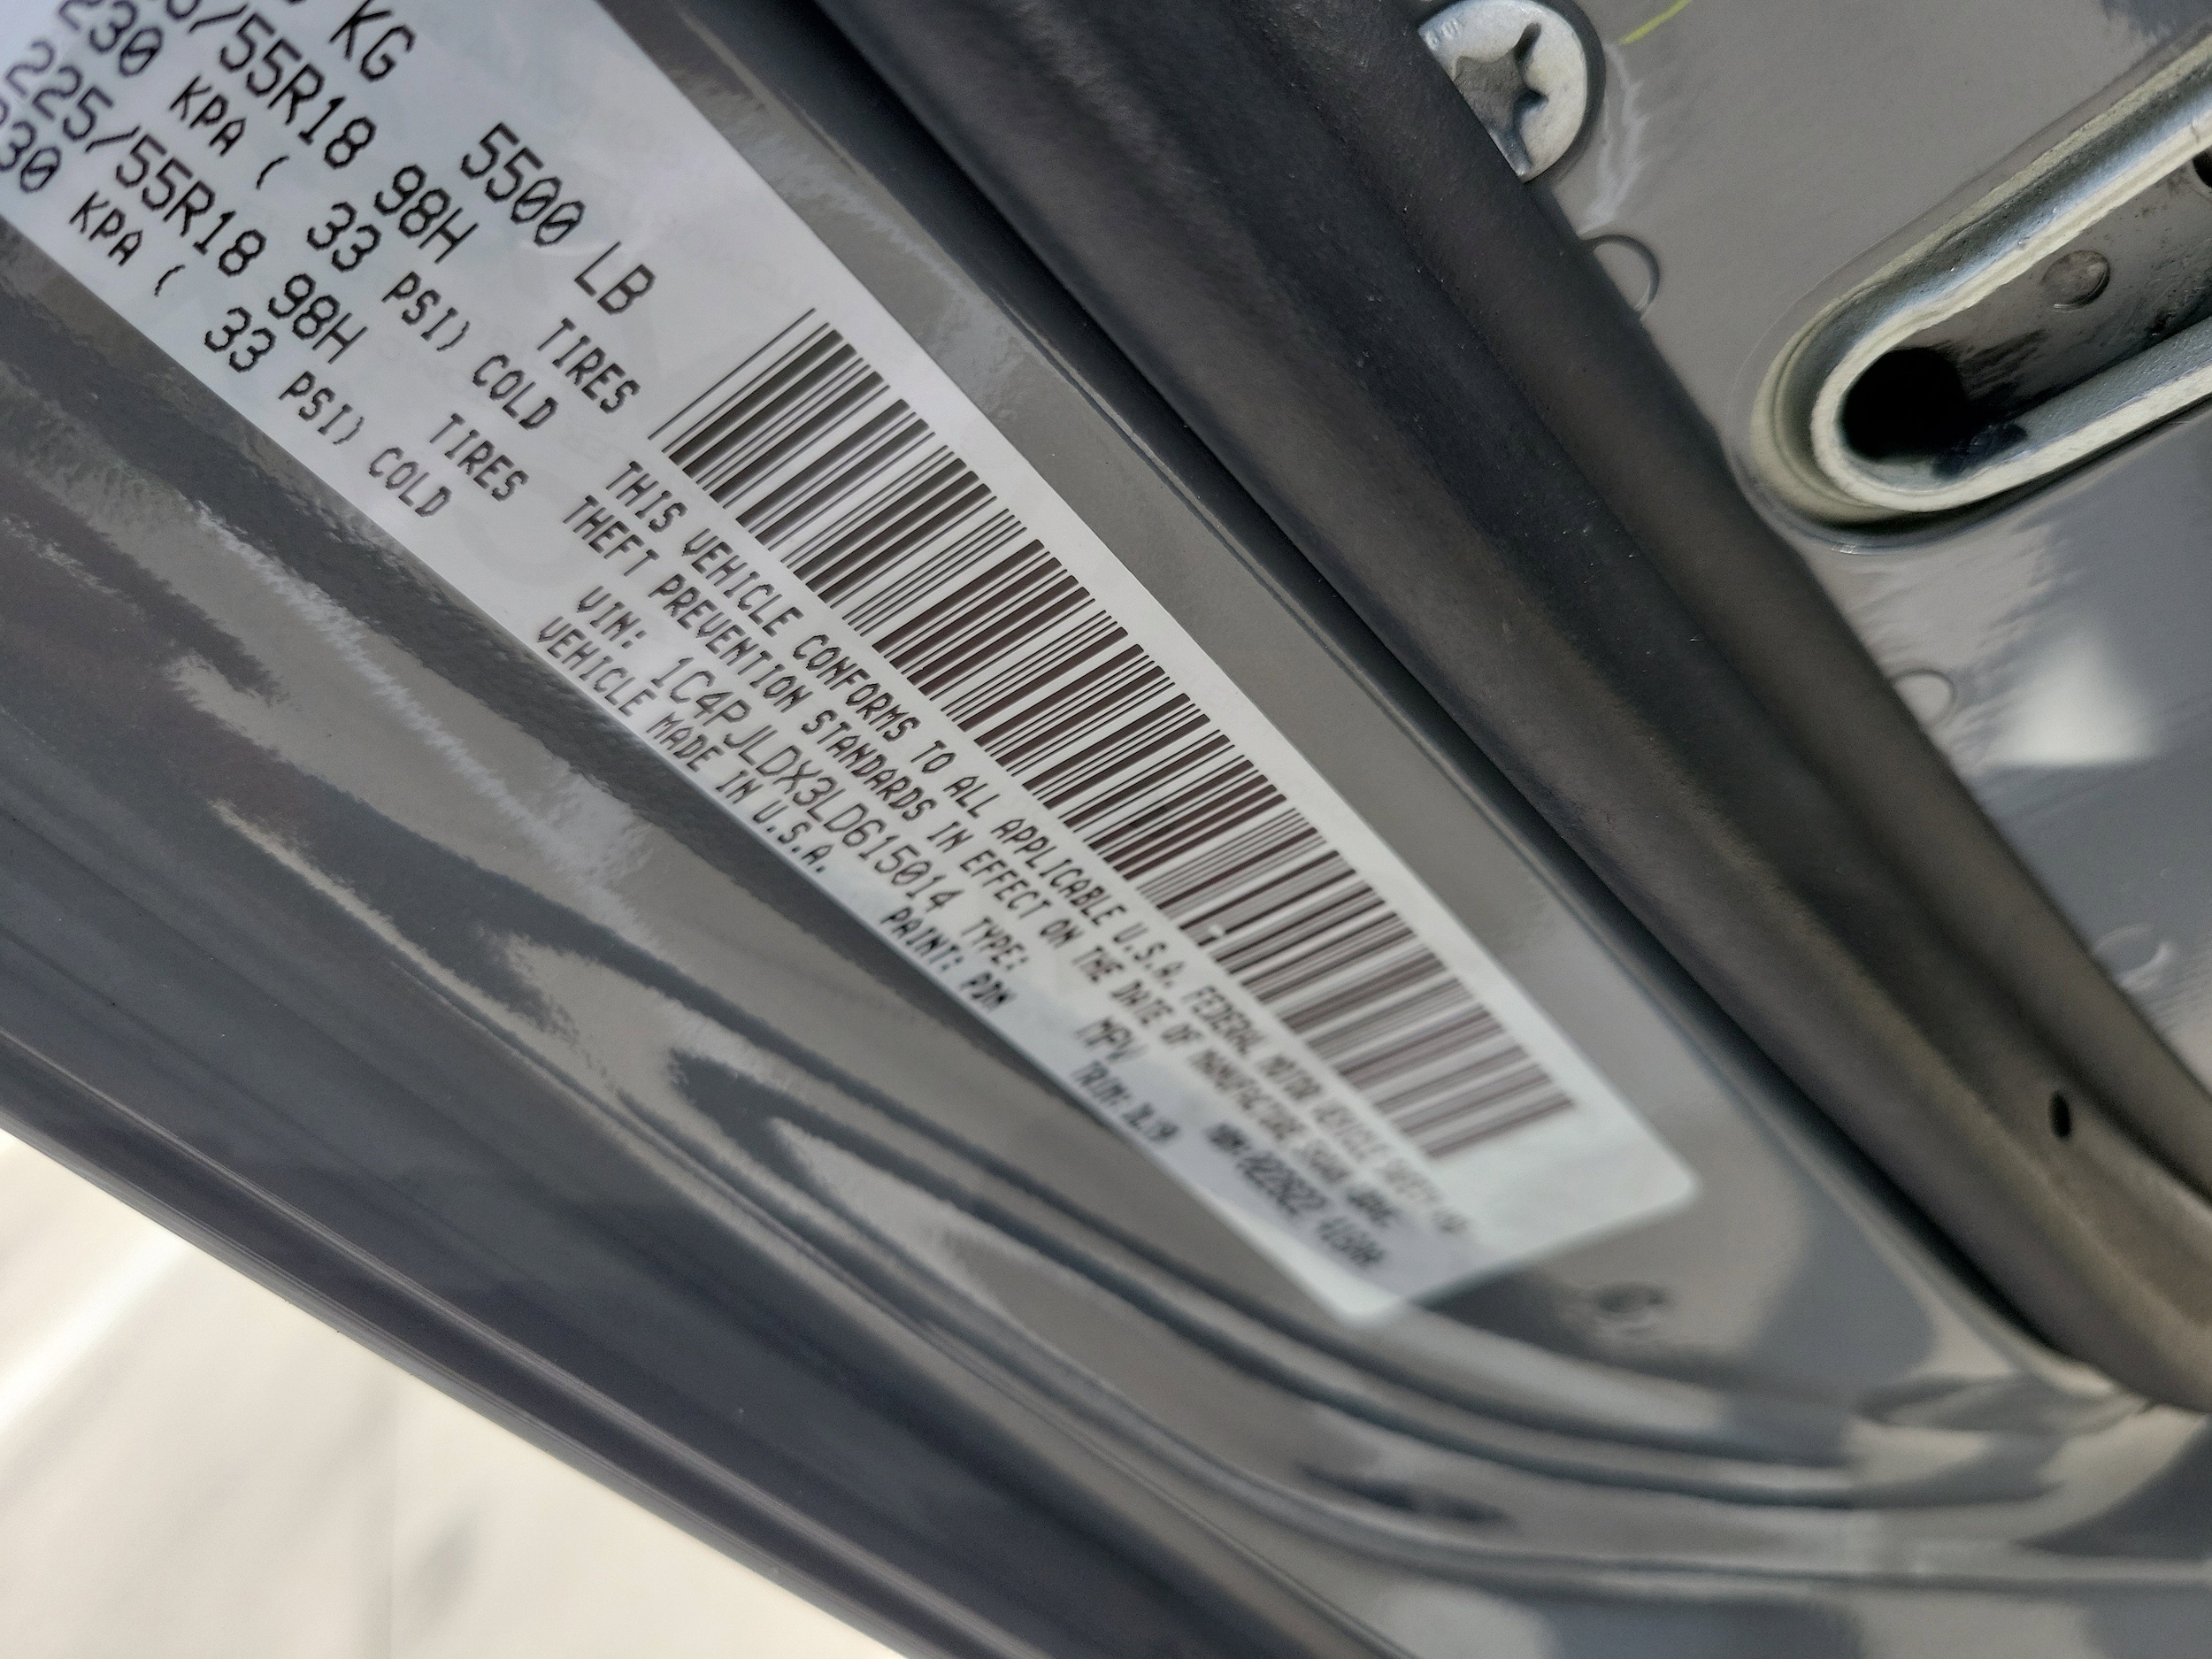 KG 5500 LB
/55R18 98H TIRES
230 KPA ( 33 PSI) COLD
225/55R18 98H TIRES
230 KPA ( 33 PSI) COLD
THIS VEHICLE CONFORMS TO ALL APPLICABLE U.S.A. FEDERAL MOTOR VEHICLE SAFETY
THEFT PREVENTION STANDARDS IN EFFECT ON THE DATE OF MANUFACTURE SHOWN ABOVE.
VIN: 1C4PJLDX3LD615014 TYPE: MPV
VEHICLE MADE IN U.S.A. PAINT: PDN TRIM: